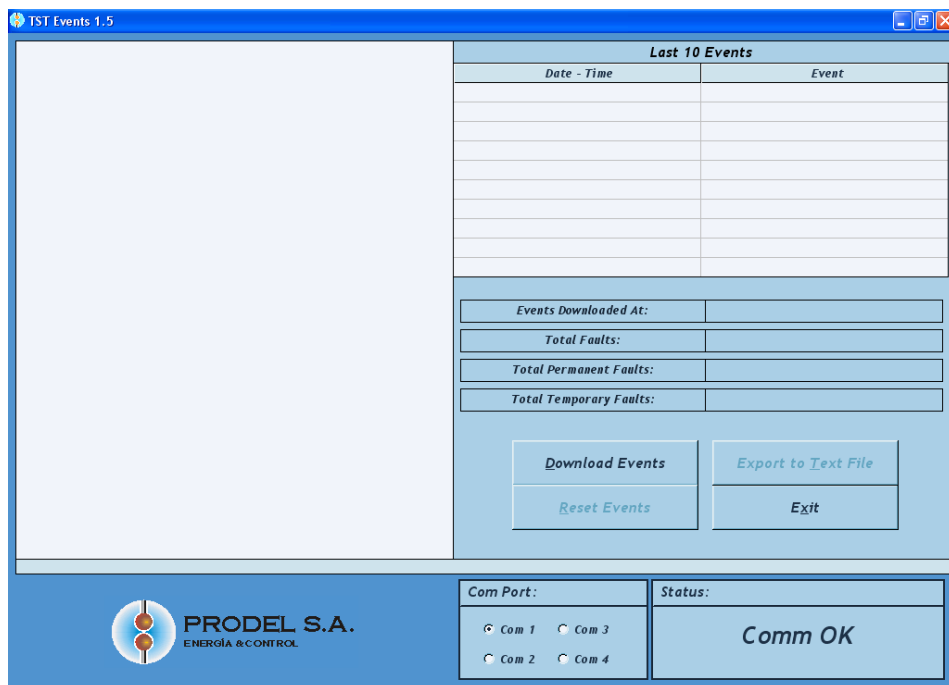 TST Events 1.5
Last 10 Events
Date - Time Event
Events Downloaded At:
Total Faults:
Total Permanent Faults:
Total Temporary Faults:
Download Events Export to Text File
Reset Events Exit
Com Port: Status:
Com 1 Com 3
Com 2 Com 4
Comm OK
PRODEL S.A.
ENERGÍA & CONTROL